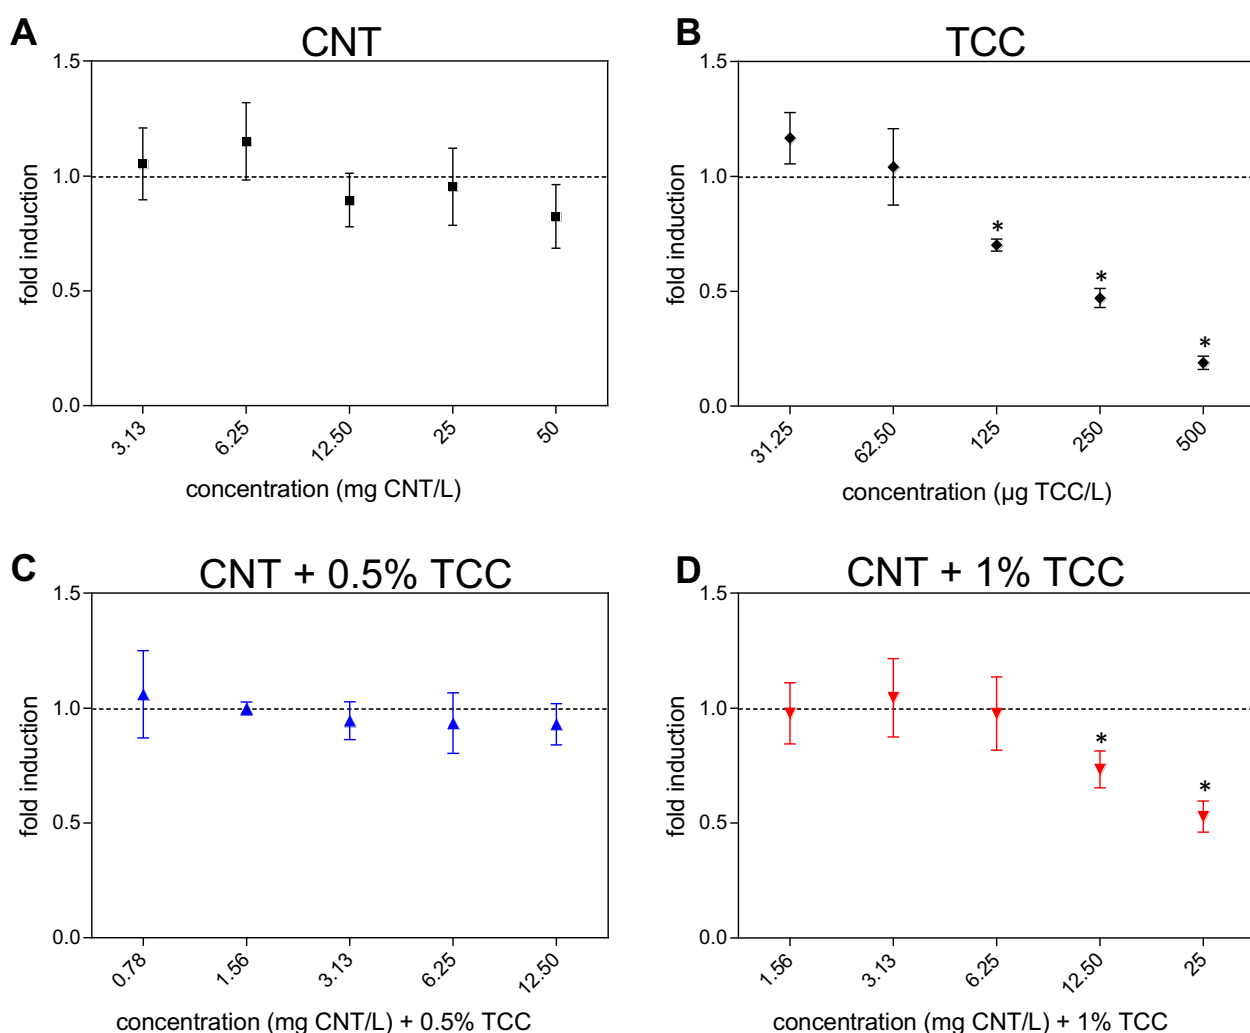 A
CNT
fold induction
1.5
1.0
0.5
0.0
3.13
6.25
12.50
25
50
concentration (mg CNT/L)
B
TCC
fold induction
1.5
1.0
0.5
0.0
*
*
*
31.25
62.50
125
250
500
concentration (µg TCC/L)
C
CNT + 0.5% TCC
fold induction
1.5
1.0
0.5
0.0
0.78
1.56
3.13
6.25
12.50
concentration (mg CNT/L) + 0.5% TCC
D
CNT + 1% TCC
fold induction
1.5
1.0
0.5
0.0
*
*
1.56
3.13
6.25
12.50
25
concentration (mg CNT/L) + 1% TCC